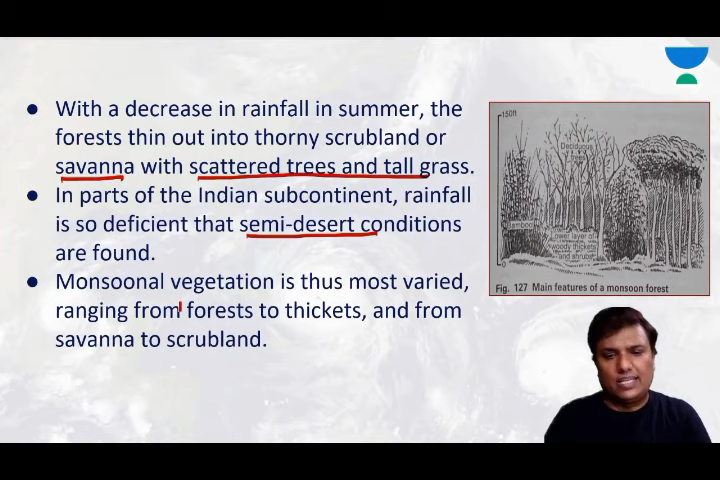 ● With a decrease in rainfall in summer, the
forests thin out into thorny scrubland or
savanna with scattered trees and tall grass.
● In parts of the Indian subcontinent, rainfall
is so deficient that semi-desert conditions
are found.
● Monsoonal vegetation is thus most varied,
ranging from forests to thickets, and from
savanna to scrubland.
150ft
Deciduous
Bamboo
Lower layer of
woody thickets
and shrubs
0
Fig. 127 Main features of a monsoon forest